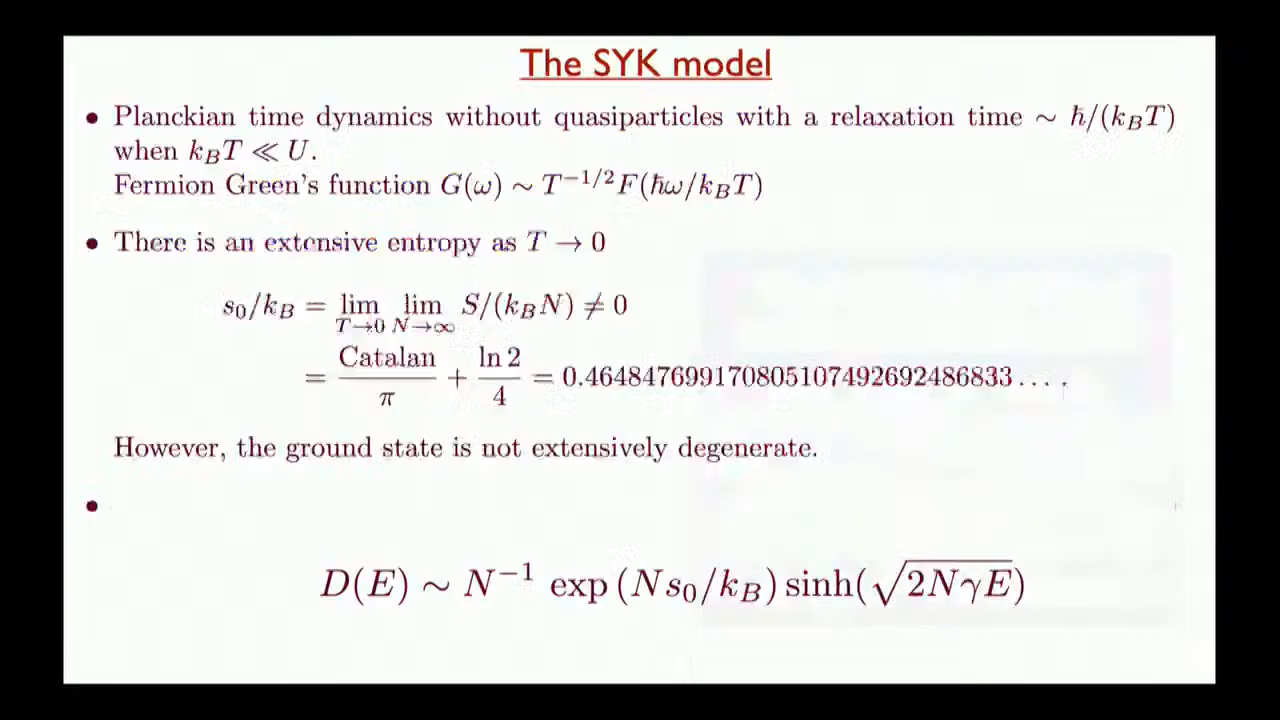 The SYK model
• Planckian time dynamics without quasiparticles with a relaxation time ∼ ℏ/(k_BT)
when k_BT ≪ U.
Fermion Green's function G(ω) ∼ T^{−1/2}F(ℏω/k_BT)
• There is an extensive entropy as T → 0
s_0/k_B = lim_{T→0} lim_{N→∞} S/(k_BN) ≠ 0
= Catalan/π + ln 2/4 = 0.464847699170805107492692486833 … .
However, the ground state is not extensively degenerate.
•
D(E) ∼ N^{−1} exp (Ns_0/k_B) sinh(√{2NγE})